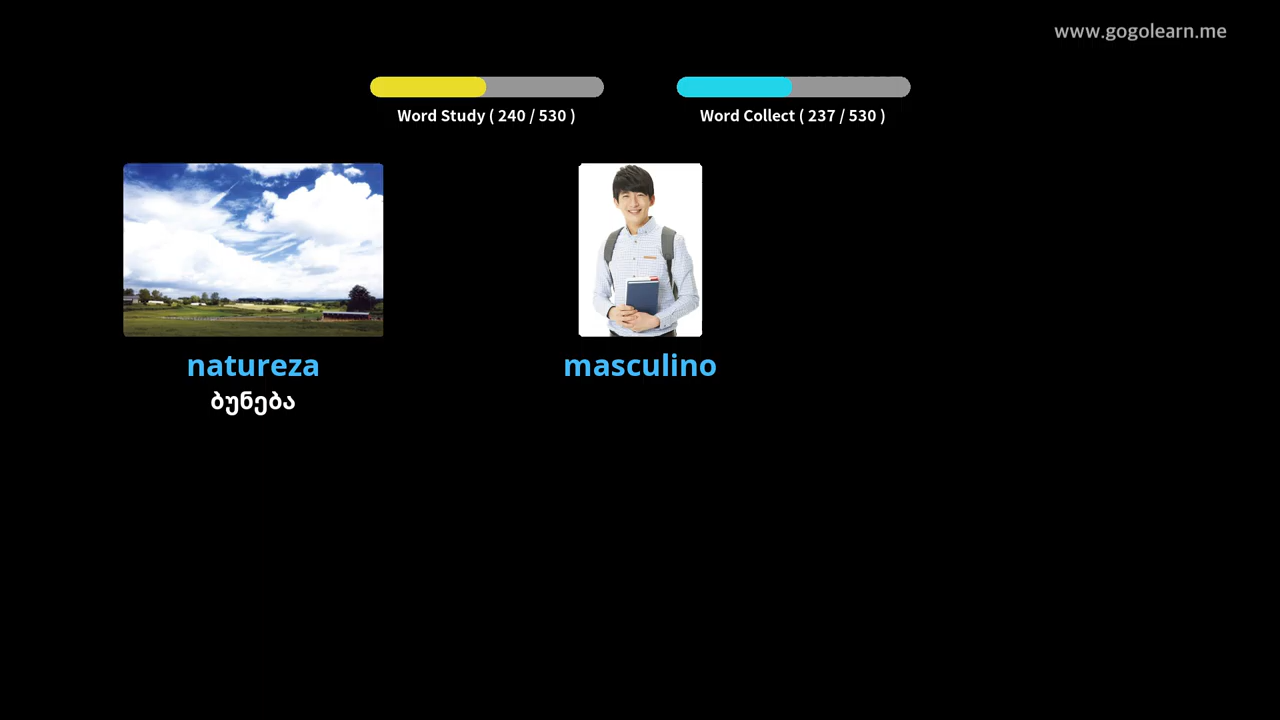 www.gogolearn.me
Word Study ( 240 / 530 )
Word Collect ( 237 / 530 )
natureza
ბუნება
masculino